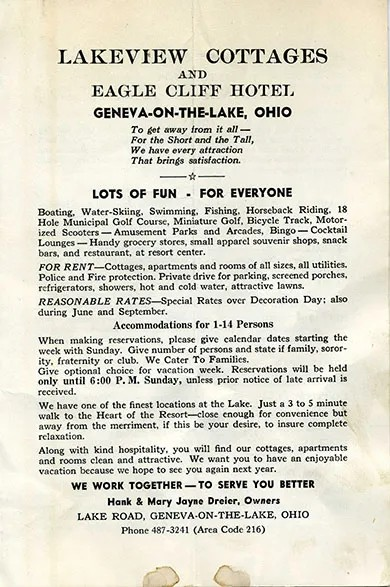 LAKEVIEW COTTAGES
AND
EAGLE CLIFF HOTEL
GENEVA-ON-THE-LAKE, OHIO
To get away from it all —
For the Short and the Tall,
We have every attraction
That brings satisfaction.
LOTS OF FUN - FOR EVERYONE
Boating, Water-Skiing, Swimming, Fishing, Horseback Riding, 18
Hole Municipal Golf Course, Miniature Golf, Bicycle Track, Motor-
ized Scooters — Amusement Parks and Arcades, Bingo — Cocktail
Lounges — Handy grocery stores, small apparel souvenir shops, snack
bars, and restaurant, at resort center.
FOR RENT—Cottages, apartments and rooms of all sizes, all utilities.
Police and Fire protection. Private drive for parking, screened porches,
refrigerators, showers, hot and cold water, attractive lawns.
REASONABLE RATES—Special Rates over Decoration Day; also
during June and September.
Accommodations for 1-14 Persons
When making reservations, please give calendar dates starting the
week with Sunday. Give number of persons and state if family, soror-
ity, fraternity or club. We Cater To Families.
Give optional choice for vacation week. Reservations will be held
only until 6:00 P. M. Sunday, unless prior notice of late arrival is
received.
We have one of the finest locations at the Lake. Just a 3 to 5 minute
walk to the Heart of the Resort—close enough for convenience but
away from the merriment, if this be your desire, to insure complete
relaxation.
Along with kind hospitality, you will find our cottages, apartments
and rooms clean and attractive. We want you to have an enjoyable
vacation because we hope to see you again next year.
WE WORK TOGETHER — TO SERVE YOU BETTER
Hank & Mary Jayne Dreier, Owners
LAKE ROAD, GENEVA-ON-THE-LAKE, OHIO
Phone 487-3241 (Area Code 216)